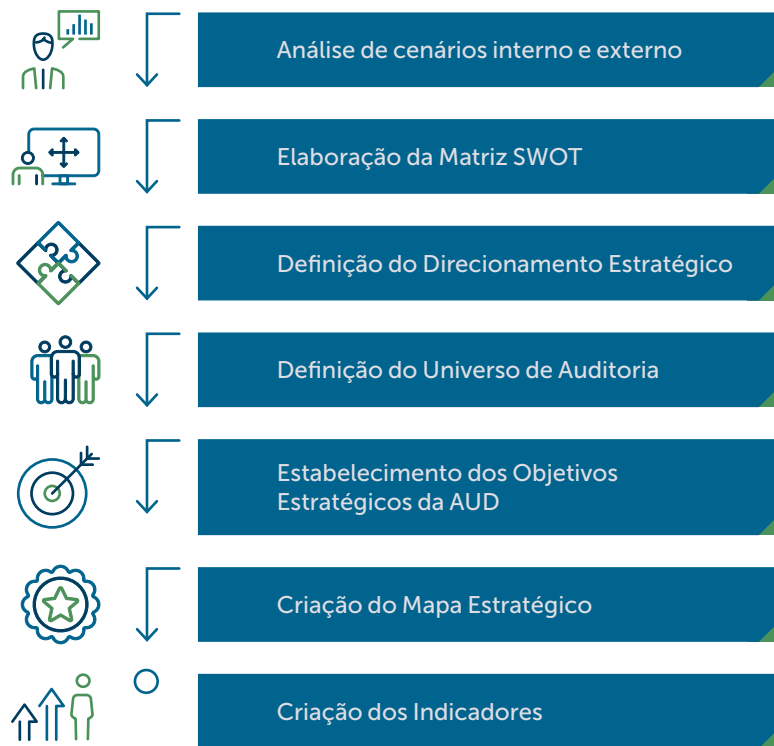 Análise de cenários interno e externo
Elaboração da Matriz SWOT
Definição do Direcionamento Estratégico
Definição do Universo de Auditoria
Estabelecimento dos Objetivos
Estratégicos da AUD
Criação do Mapa Estratégico
Criação dos Indicadores